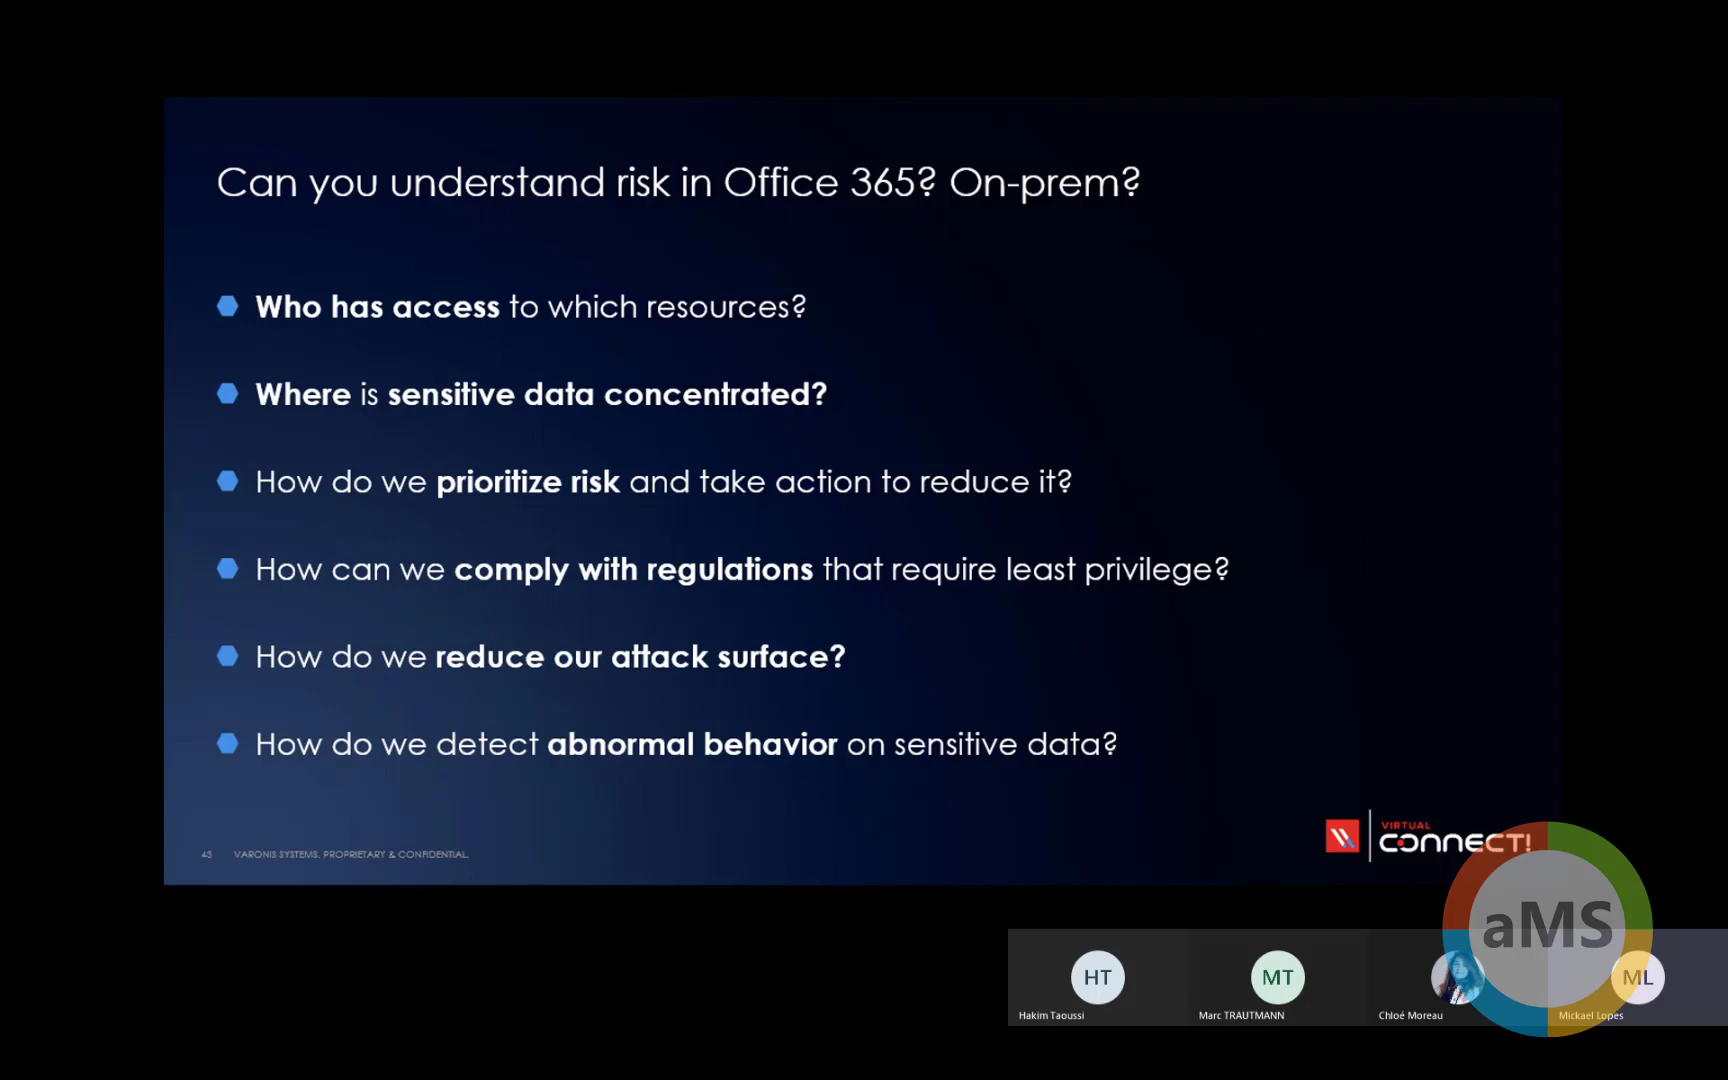 Can you understand risk in Office 365? On-prem?
Who has access to which resources?
Where is sensitive data concentrated?
How do we prioritize risk and take action to reduce it?
How can we comply with regulations that require least privilege?
How do we reduce our attack surface?
How do we detect abnormal behavior on sensitive data?
43 VARONIS SYSTEMS. PROPRIETARY & CONFIDENTIAL.
VIRTUAL
CONNECT!
aMS
HT
MT
ML
Hakim Taoussi
Marc TRAUTMANN
Chloé Moreau
Mickael Lopes